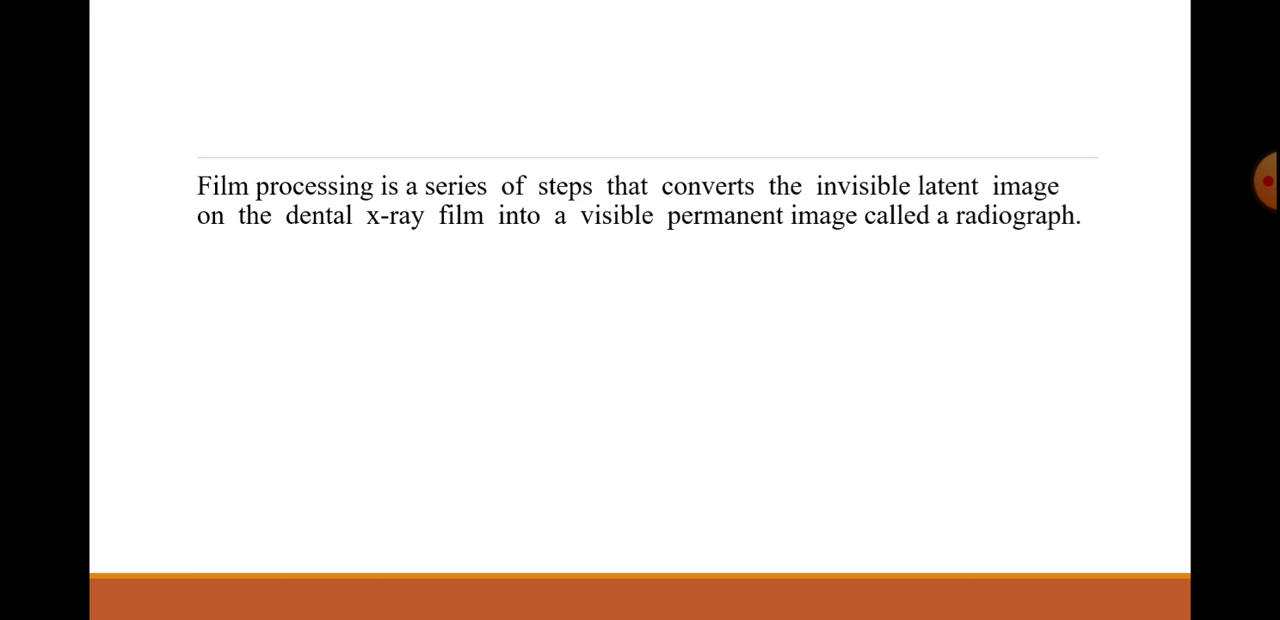 Film processing is a series of steps that converts the invisible latent image
on the dental x-ray film into a visible permanent image called a radiograph.